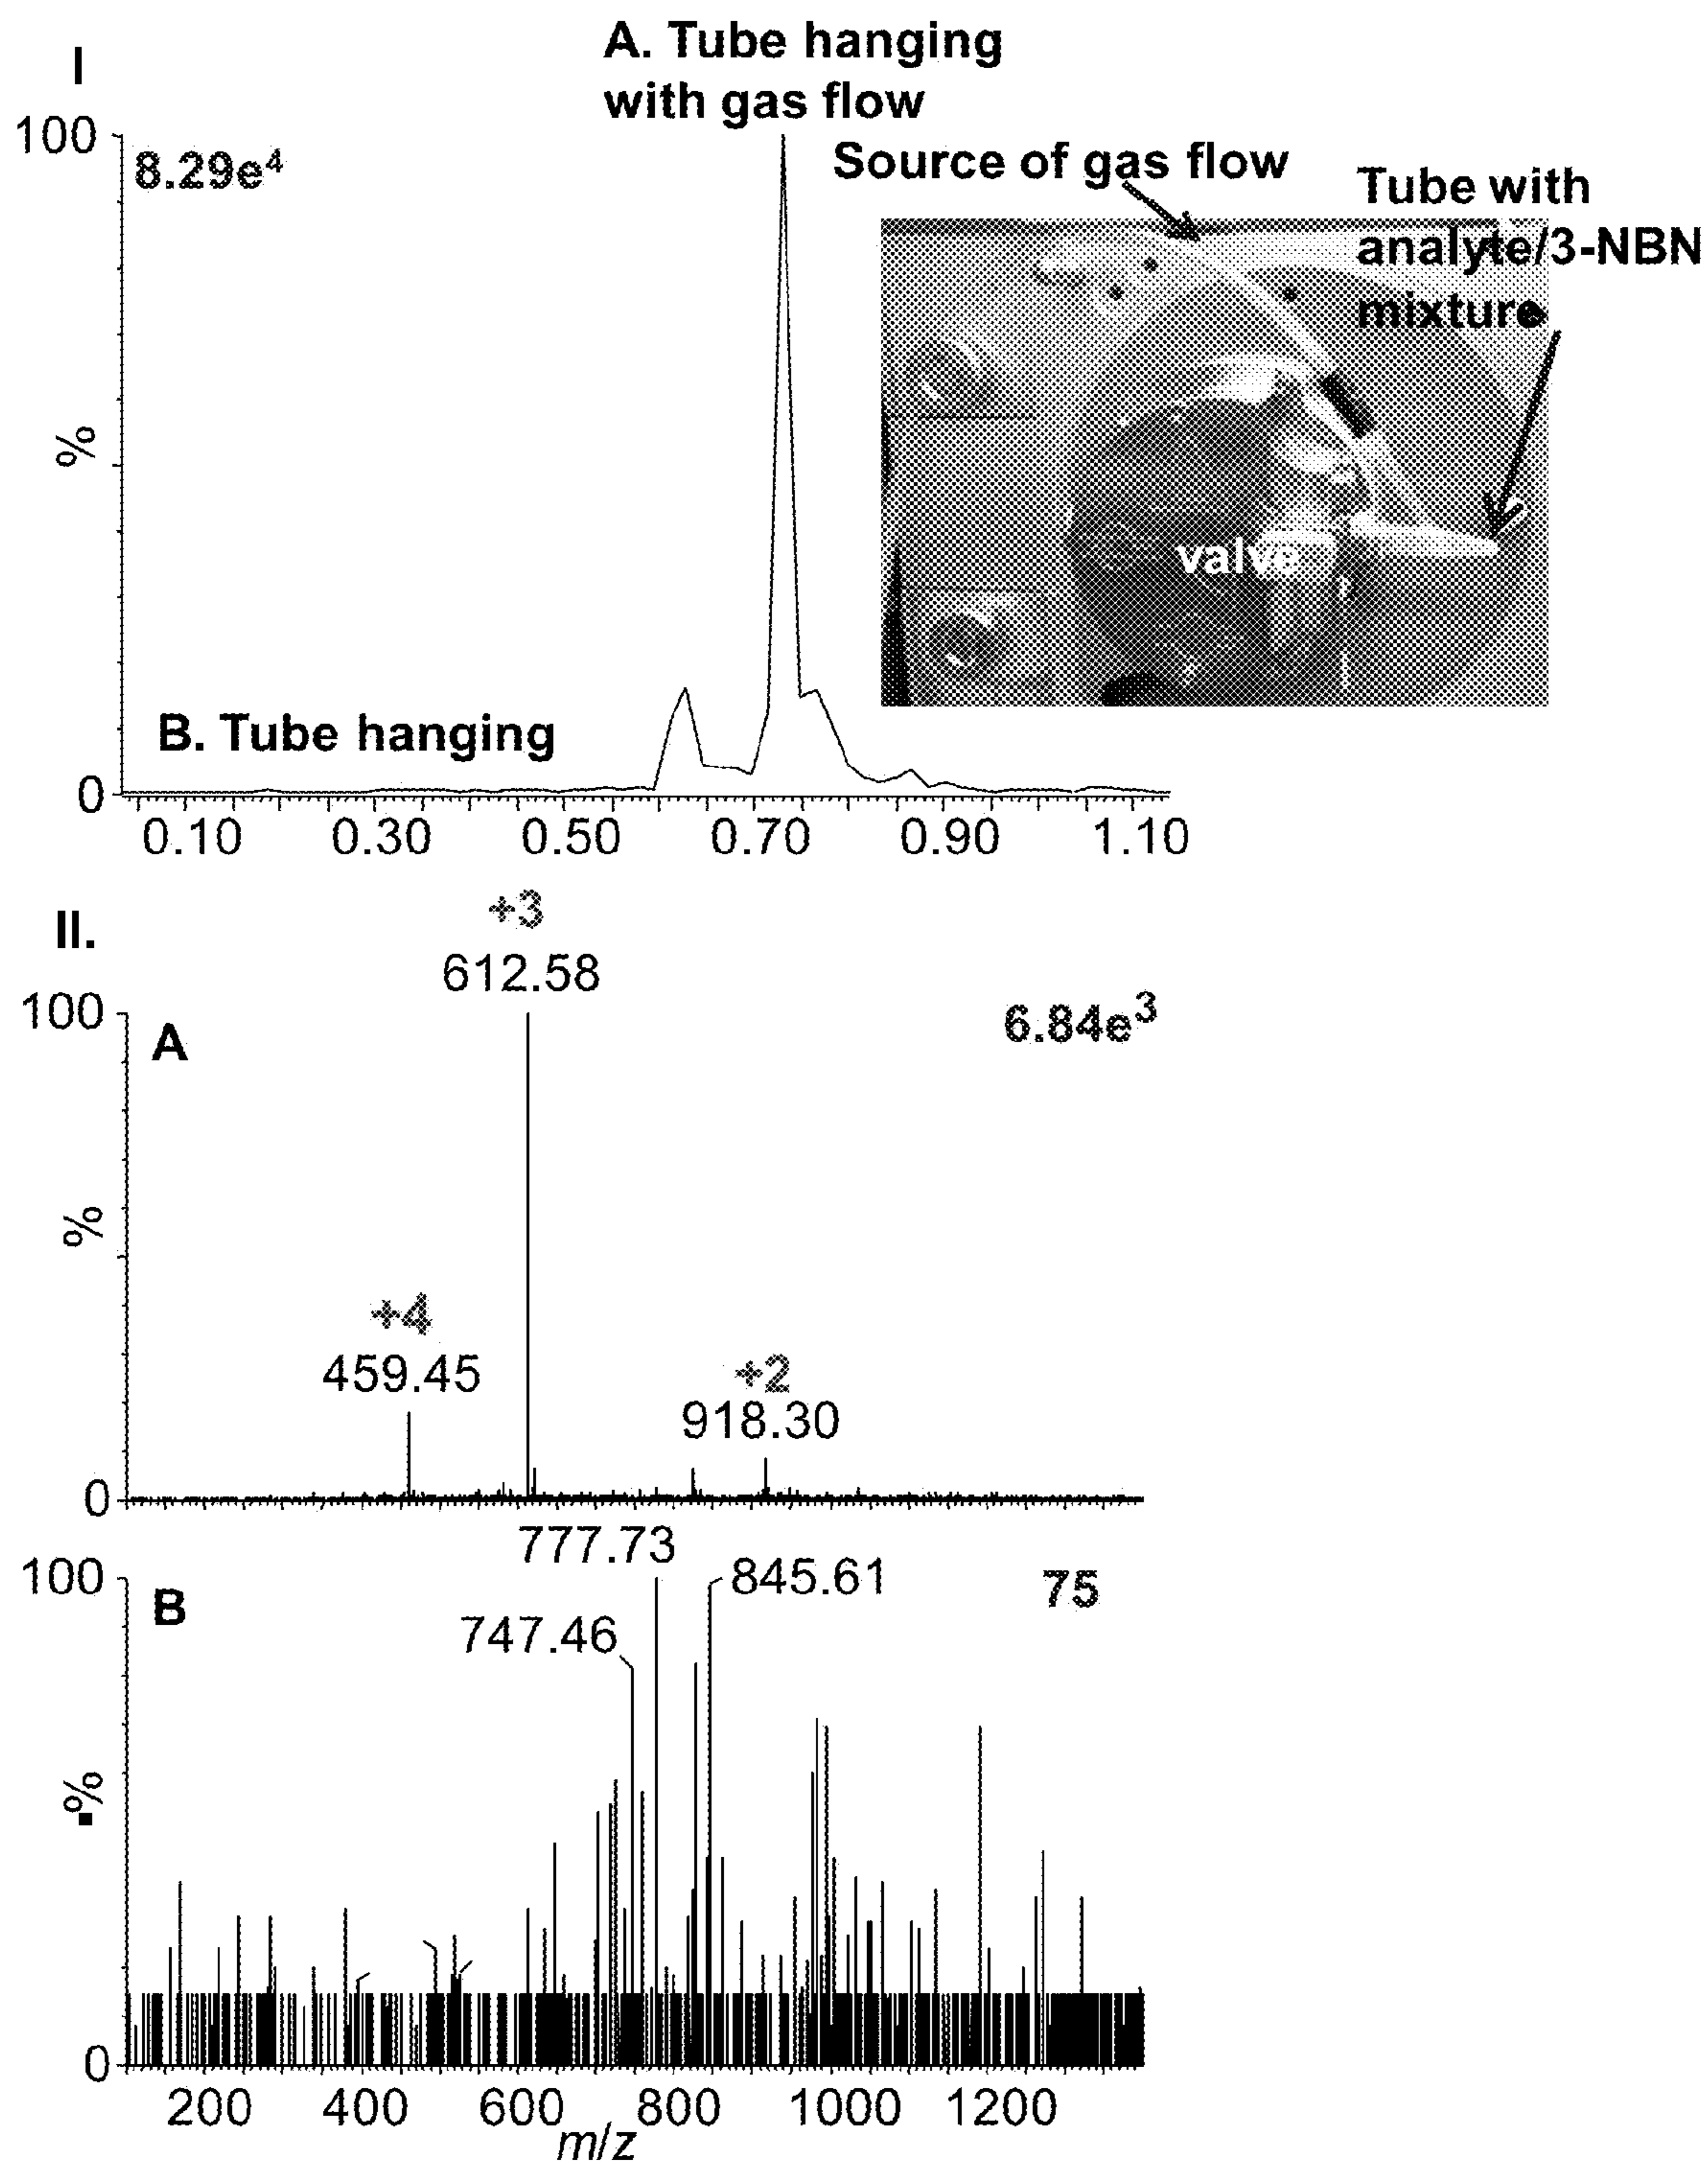 I
A. Tube hanging
with gas flow
100
8.29e4
Source of gas flow
Tube with
analyte/3-NBN
mixture
%
valve
B. Tube hanging
0
0.10 0.30 0.50 0.70 0.90 1.10
II.
+3
612.58
100
A
6.84e3
%
+4
459.45
+2
918.30
0
777.73
100
B
845.61
75
747.46
%
0
200 400 600 800 1000 1200
m/z